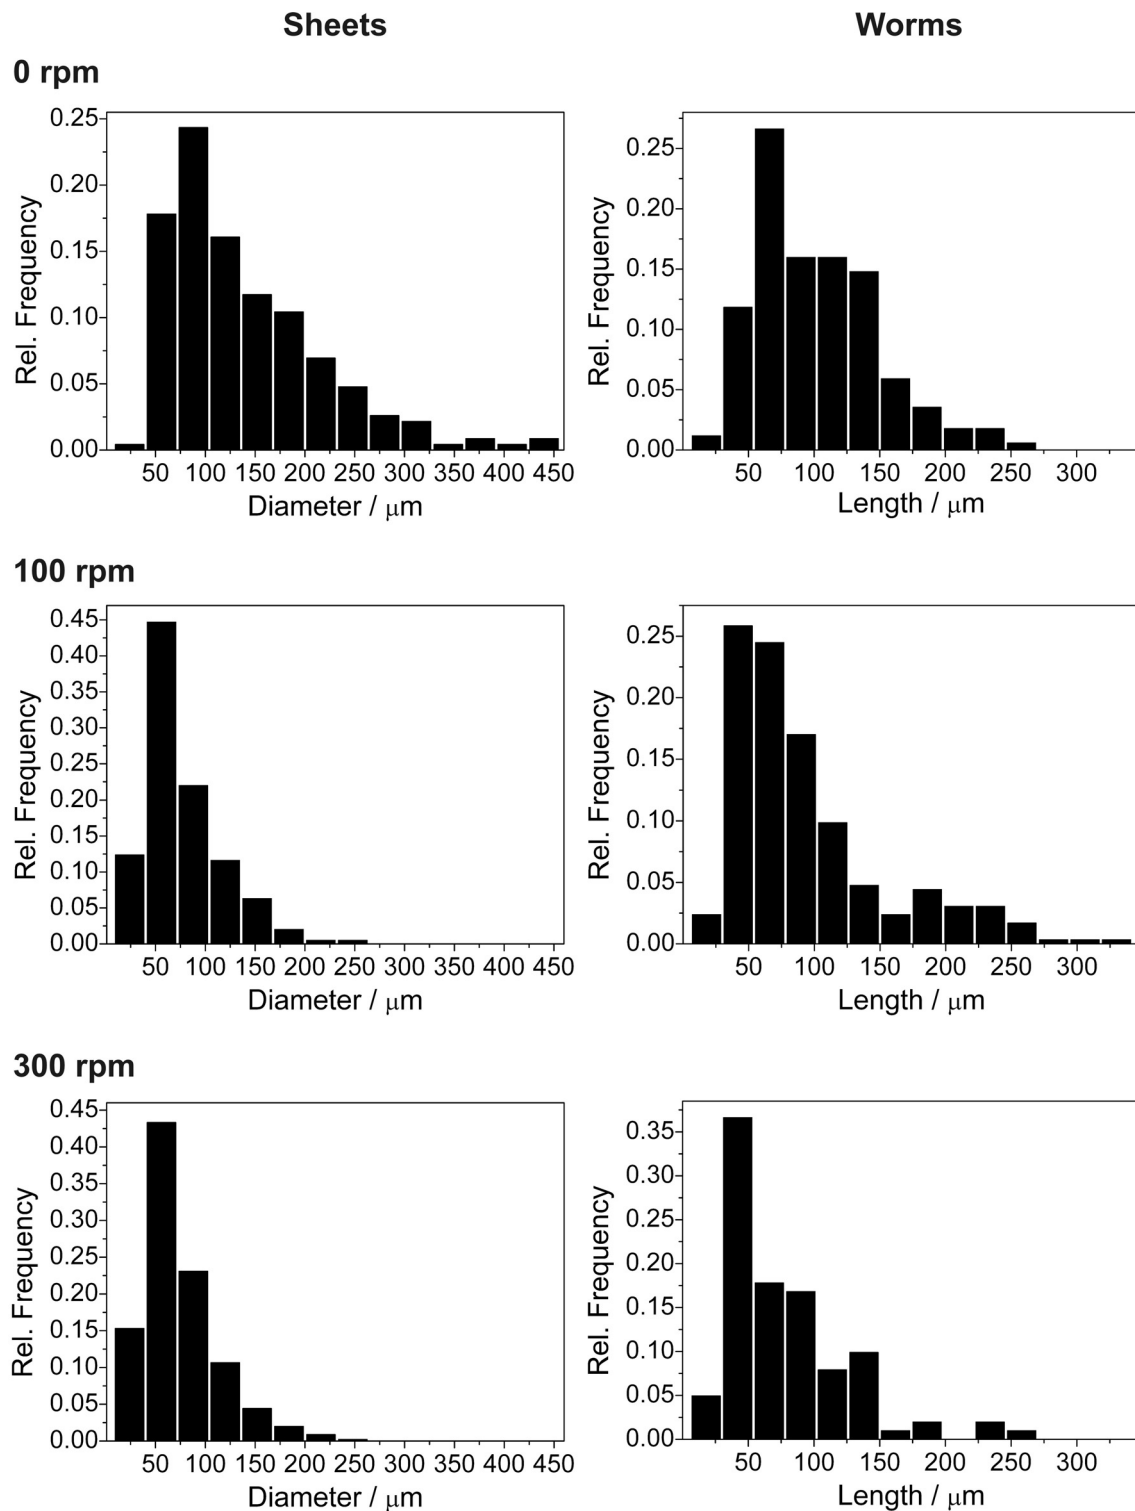 Sheets Worms
0 rpm
0.25
0.20
0.15
0.10
0.05
0.00
Rel. Frequency
50 100 150 200 250 300 350 400 450
Diameter / μm
0.25
0.20
0.15
0.10
0.05
0.00
Rel. Frequency
50 100 150 200 250 300
Length / μm
100 rpm
0.45
0.40
0.35
0.30
0.25
0.20
0.15
0.10
0.05
0.00
Rel. Frequency
50 100 150 200 250 300 350 400 450
Diameter / μm
0.25
0.20
0.15
0.10
0.05
0.00
Rel. Frequency
50 100 150 200 250 300
Length / μm
300 rpm
0.45
0.40
0.35
0.30
0.25
0.20
0.15
0.10
0.05
0.00
Rel. Frequency
50 100 150 200 250 300 350 400 450
Diameter / μm
0.35
0.30
0.25
0.20
0.15
0.10
0.05
0.00
Rel. Frequency
50 100 150 200 250 300
Length / μm